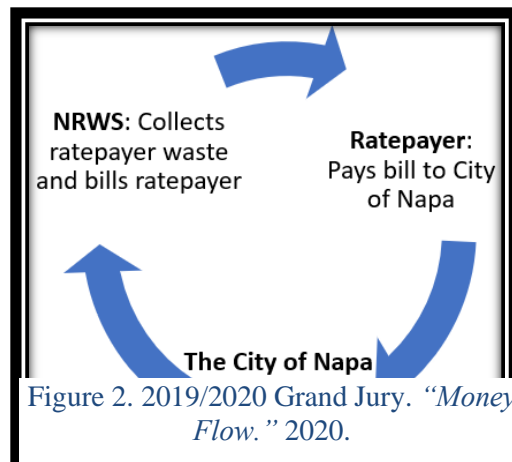 NRWS: Collects
ratepayer waste
and bills ratepayer
Ratepayer:
Pays bill to City
of Napa
The City of Napa
Figure 2. 2019/2020 Grand Jury. “Money
Flow.” 2020.